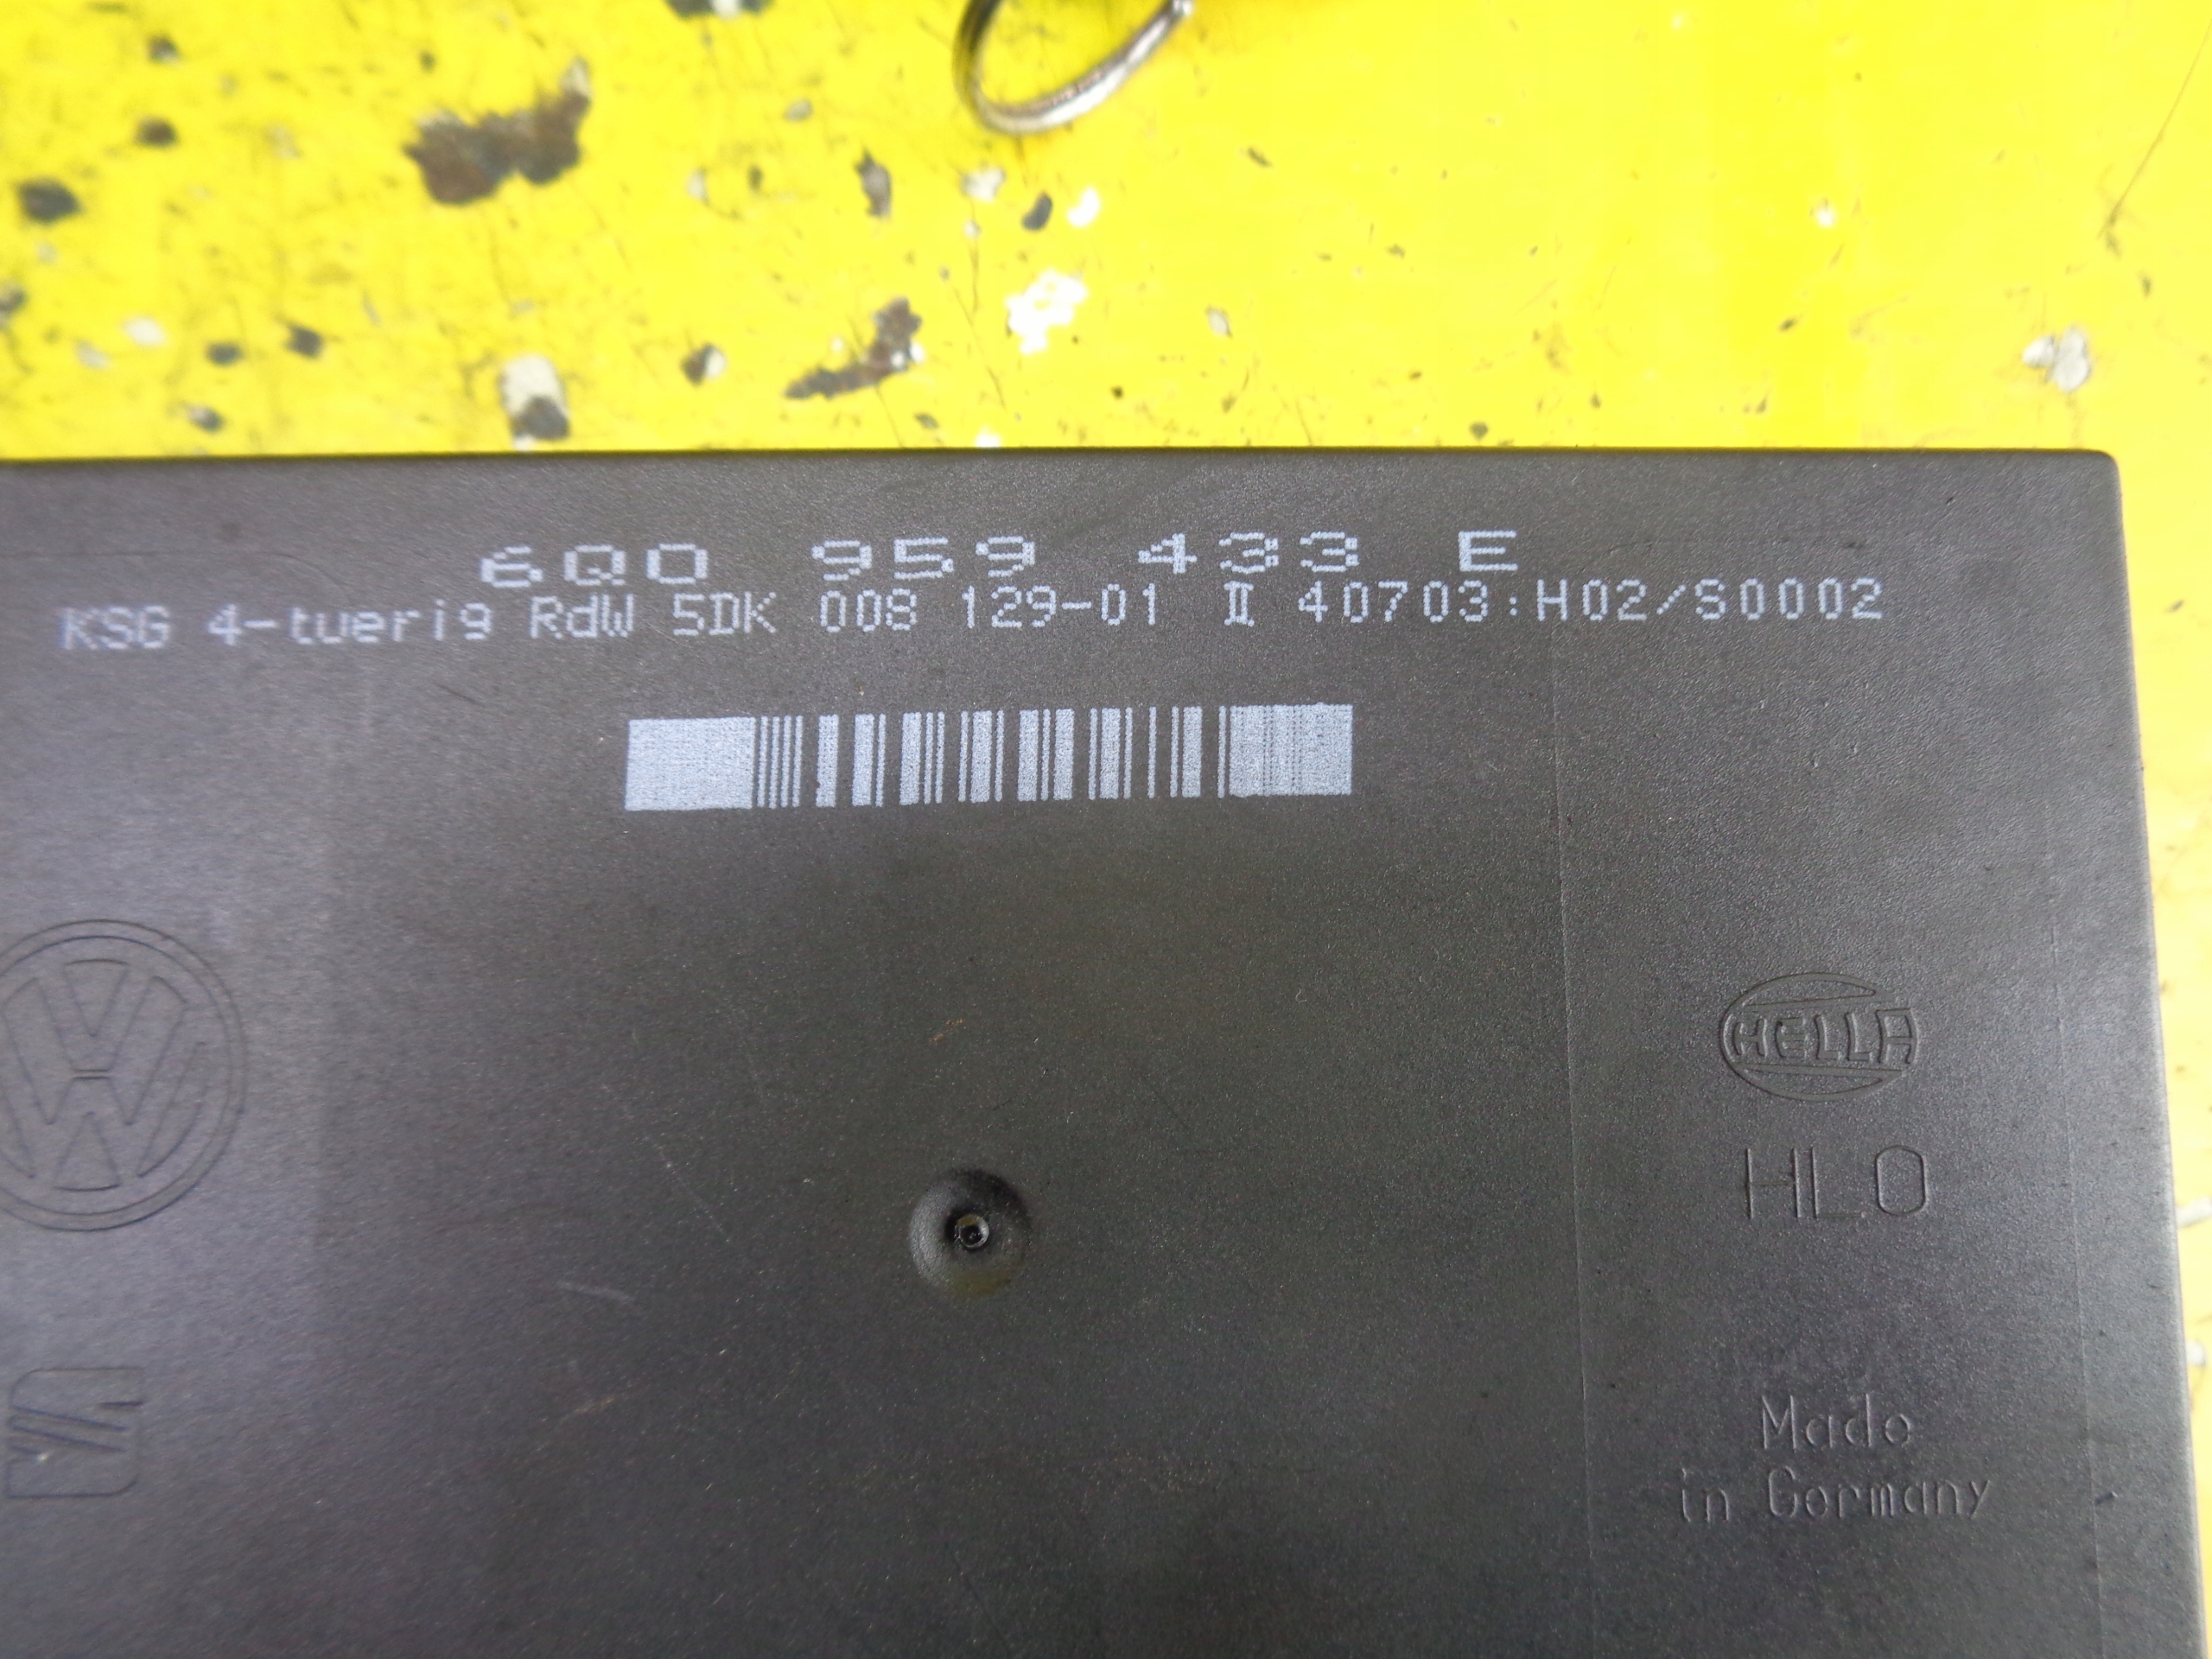 6Q0 959 433 E
KSG 4-tuerig RdW 5DK 008 129-01 II 40703:H02/S0002
HELLA
HLO
Made
in Germany